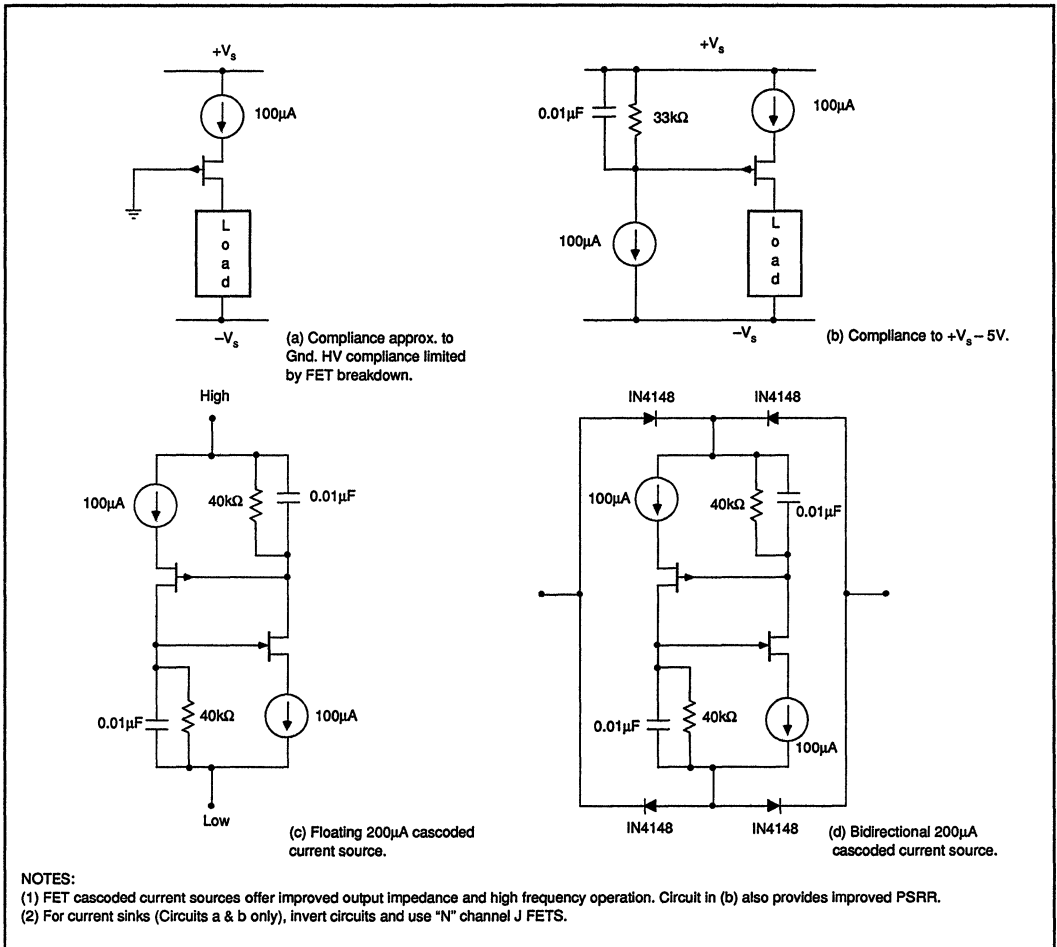 +Vs
100µA
L
o
a
d
–Vs
(a) Compliance approx. to
Gnd. HV compliance limited
by FET breakdown.
+Vs
0.01µF
33kΩ
100µA
100µA
L
o
a
d
–Vs
(b) Compliance to +Vs – 5V.
High
100µA
40kΩ
0.01µF
0.01µF
40kΩ
100µA
Low
(c) Floating 200µA cascoded
current source.
IN4148
IN4148
100µA
40kΩ
0.01µF
0.01µF
40kΩ
100µA
IN4148
IN4148
(d) Bidirectional 200µA
cascoded current source.
NOTES:
(1) FET cascoded current sources offer improved output impedance and high frequency operation. Circuit in (b) also provides improved PSRR.
(2) For current sinks (Circuits a & b only), invert circuits and use “N” channel J FETS.